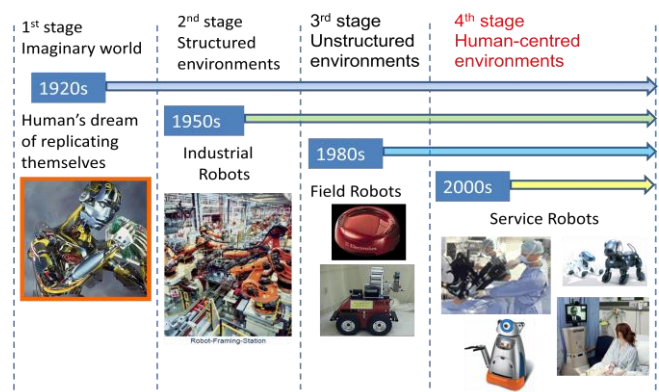 1st stage
Imaginary world
2nd stage
Structured
environments
3rd stage
Unstructured
environments
4th stage
Human-centred
environments
1920s
Human's dream
of replicating
themselves
1950s
Industrial
Robots
1980s
Field Robots
2000s
Service Robots
Electrolux
Robot-Framing-Station